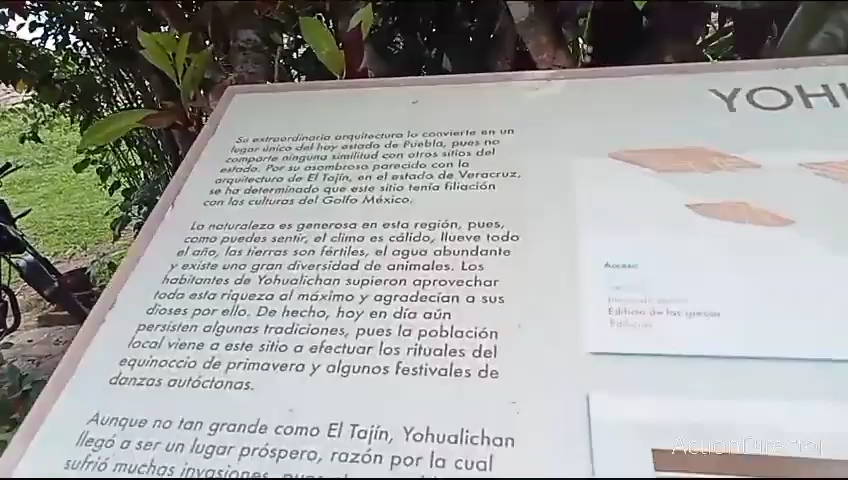 YOHU
Su extraordinaria arquitectura lo convierte en un
lugar único del hoy estado de Puebla, pues no
comparte ninguna similitud con otros sitios del
estado. Por su asombroso parecido con la
arquitectura de El Tajín, en el estado de Veracruz,
se ha determinado que este sitio tenía filiación
con las culturas del Golfo México.
La naturaleza es generosa en esta región, pues,
como puedes sentir, el clima es cálido, llueve todo
el año, las tierras son fértiles, el agua abundante
y existe una gran diversidad de animales. Los
habitantes de Yohualichan supieron aprovechar
toda esta riqueza al máximo y agradecían a sus
dioses por ello. De hecho, hoy en día aún
persisten algunas tradiciones, pues la población
local viene a este sitio a efectuar los rituales del
equinoccio de primavera y algunos festivales de
danzas autóctonas.
Aunque no tan grande como El Tajín, Yohualichan
llegó a ser un lugar próspero, razón por la cual
sufrió muchas invasiones,
Acceso
Edificio de las grecas
ActionDirector